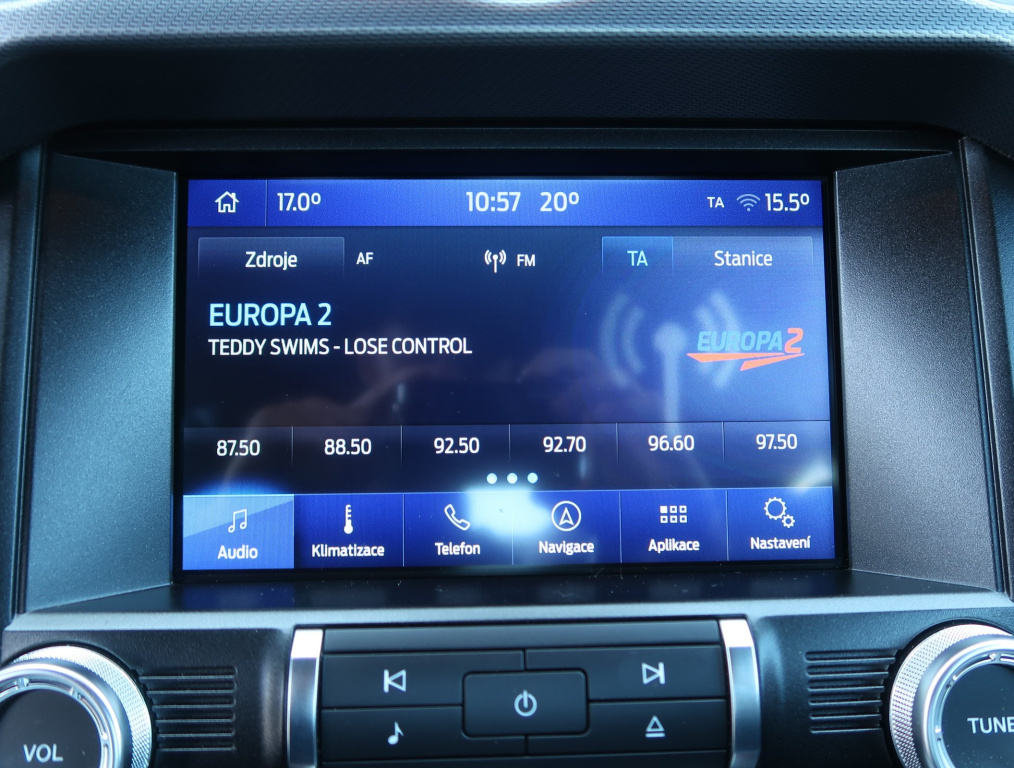 17.0° 10:57 20° TA 15.5°
Zdroje AF FM TA Stanice
EUROPA 2
TEDDY SWIMS - LOSE CONTROL
EUROPA 2
87.50 88.50 92.50 92.70 96.60 97.50
Audio Klimatizace Telefon Navigace Aplikace Nastavení
VOL
TUNE